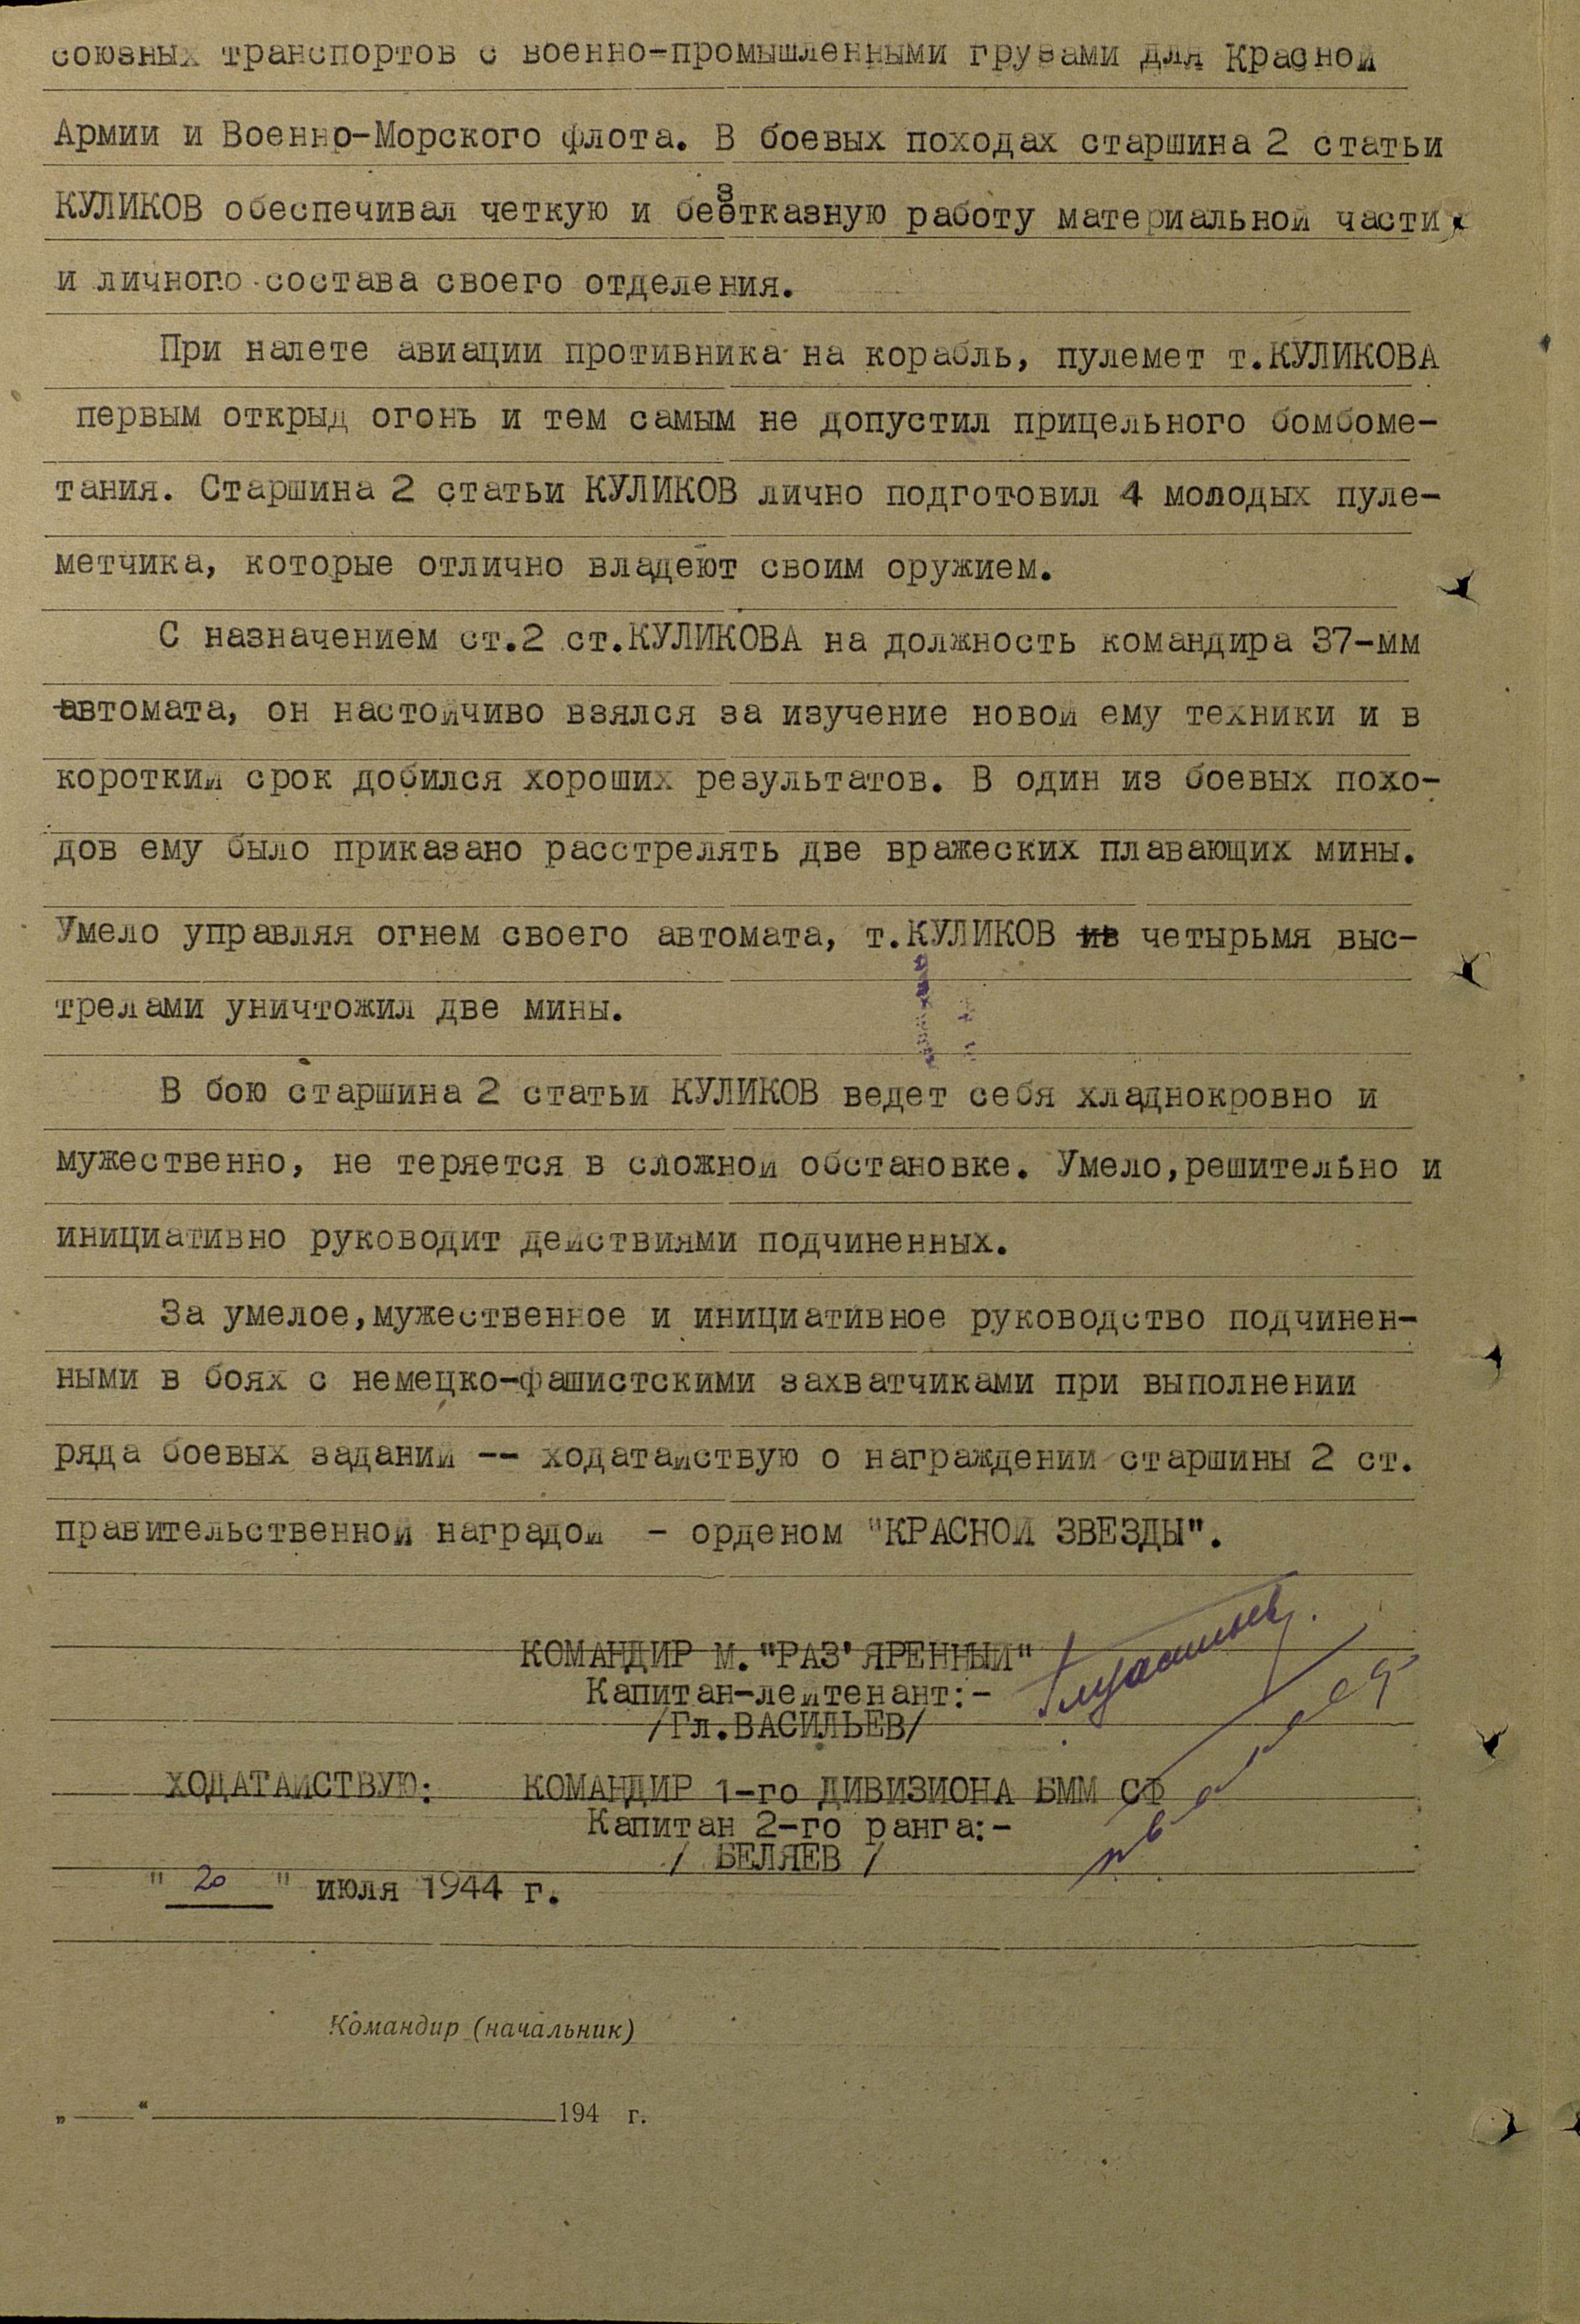 союзных транспортов с военно-промышленными грузами для Красной
Армии и Военно-Морского флота. В боевых походах старшина 2 статьи
КУЛИКОВ обеспечивал четкую и безотказную работу материальной части
и личного состава своего отделения.
При налете авиации противника на корабль, пулемет т.КУЛИКОВА
первым открыд огонь и тем самым не допустил прицельного бомбоме-
тания. Старшина 2 статьи КУЛИКОВ лично подготовил 4 молодых пуле-
метчика, которые отлично владеют своим оружием.
С назначением ст.2 ст.КУЛИКОВА на должность командира 37-мм
автомата, он настойчиво взялся за изучение новой ему техники и в
короткий срок добился хороших результатов. В один из боевых похо-
дов ему было приказано расстрелять две вражеских плавающих мины.
Умело управляя огнем своего автомата, т.КУЛИКОВ из четырьмя выс-
трелами уничтожил две мины.
В бою старшина 2 статьи КУЛИКОВ ведет себя хладнокровно и
мужественно, не теряется в сложной обстановке. Умело,решительно и
инициативно руководит действиями подчиненных.
За умелое,мужественное и инициативное руководство подчинен-
ными в боях с немецко-фашистскими захватчиками при выполнении
ряда боевых заданий -- ходатайствую о награждении старшины 2 ст.
правительственной наградой - орденом "КРАСНОЙ ЗВЕЗДЫ".
КОМАНДИР М."РАЗ'ЯРЕННЫЙ"
Капитан-лейтенант:-
/Гл.ВАСИЛЬЕВ/
ХОДАТАЙСТВУЮ: КОМАНДИР 1-го ДИВИЗИОНА БММ СФ
Капитан 2-го ранга:-
/ БЕЛЯЕВ /
" 20 " июля 1944 г.
Командир (начальник)
„ “ 194 г.